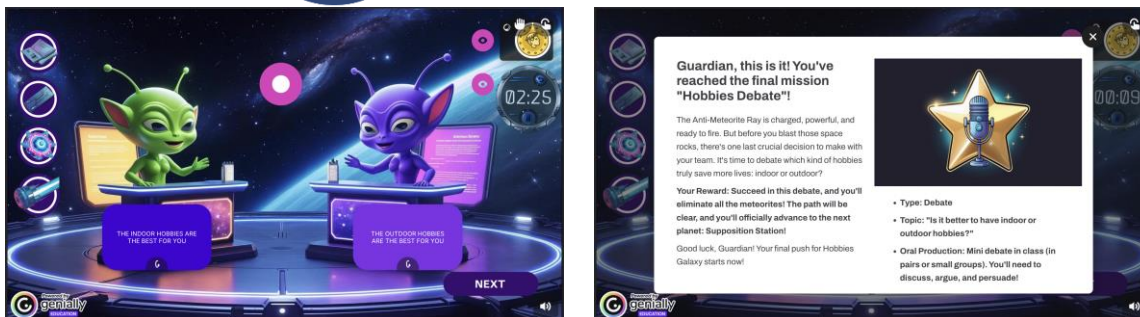 02:25
THE INDOOR HOBBIES ARE
THE BEST FOR YOU
THE OUTDOOR HOBBIES
ARE THE BEST FOR YOU
NEXT
Powered by
genially
EDUCATION
Guardian, this is it! You've
reached the final mission
"Hobbies Debate"!
The Anti-Meteorite Ray is charged, powerful, and
ready to fire. But before you blast those space
rocks, there's one last crucial decision to make with
your team. It's time to debate which kind of hobbies
truly save more lives: indoor or outdoor?
Your Reward: Succeed in this debate, and you'll
eliminate all the meteorites! The path will be
clear, and you'll officially advance to the next
planet: Supposition Station!
Good luck, Guardian! Your final push for Hobbies
Galaxy starts now!
• Type: Debate
• Topic: "Is it better to have indoor or
outdoor hobbies?"
• Oral Production: Mini debate in class (in
pairs or small groups). You'll need to
discuss, argue, and persuade!
00:09
Powered by
genially
EDUCATION